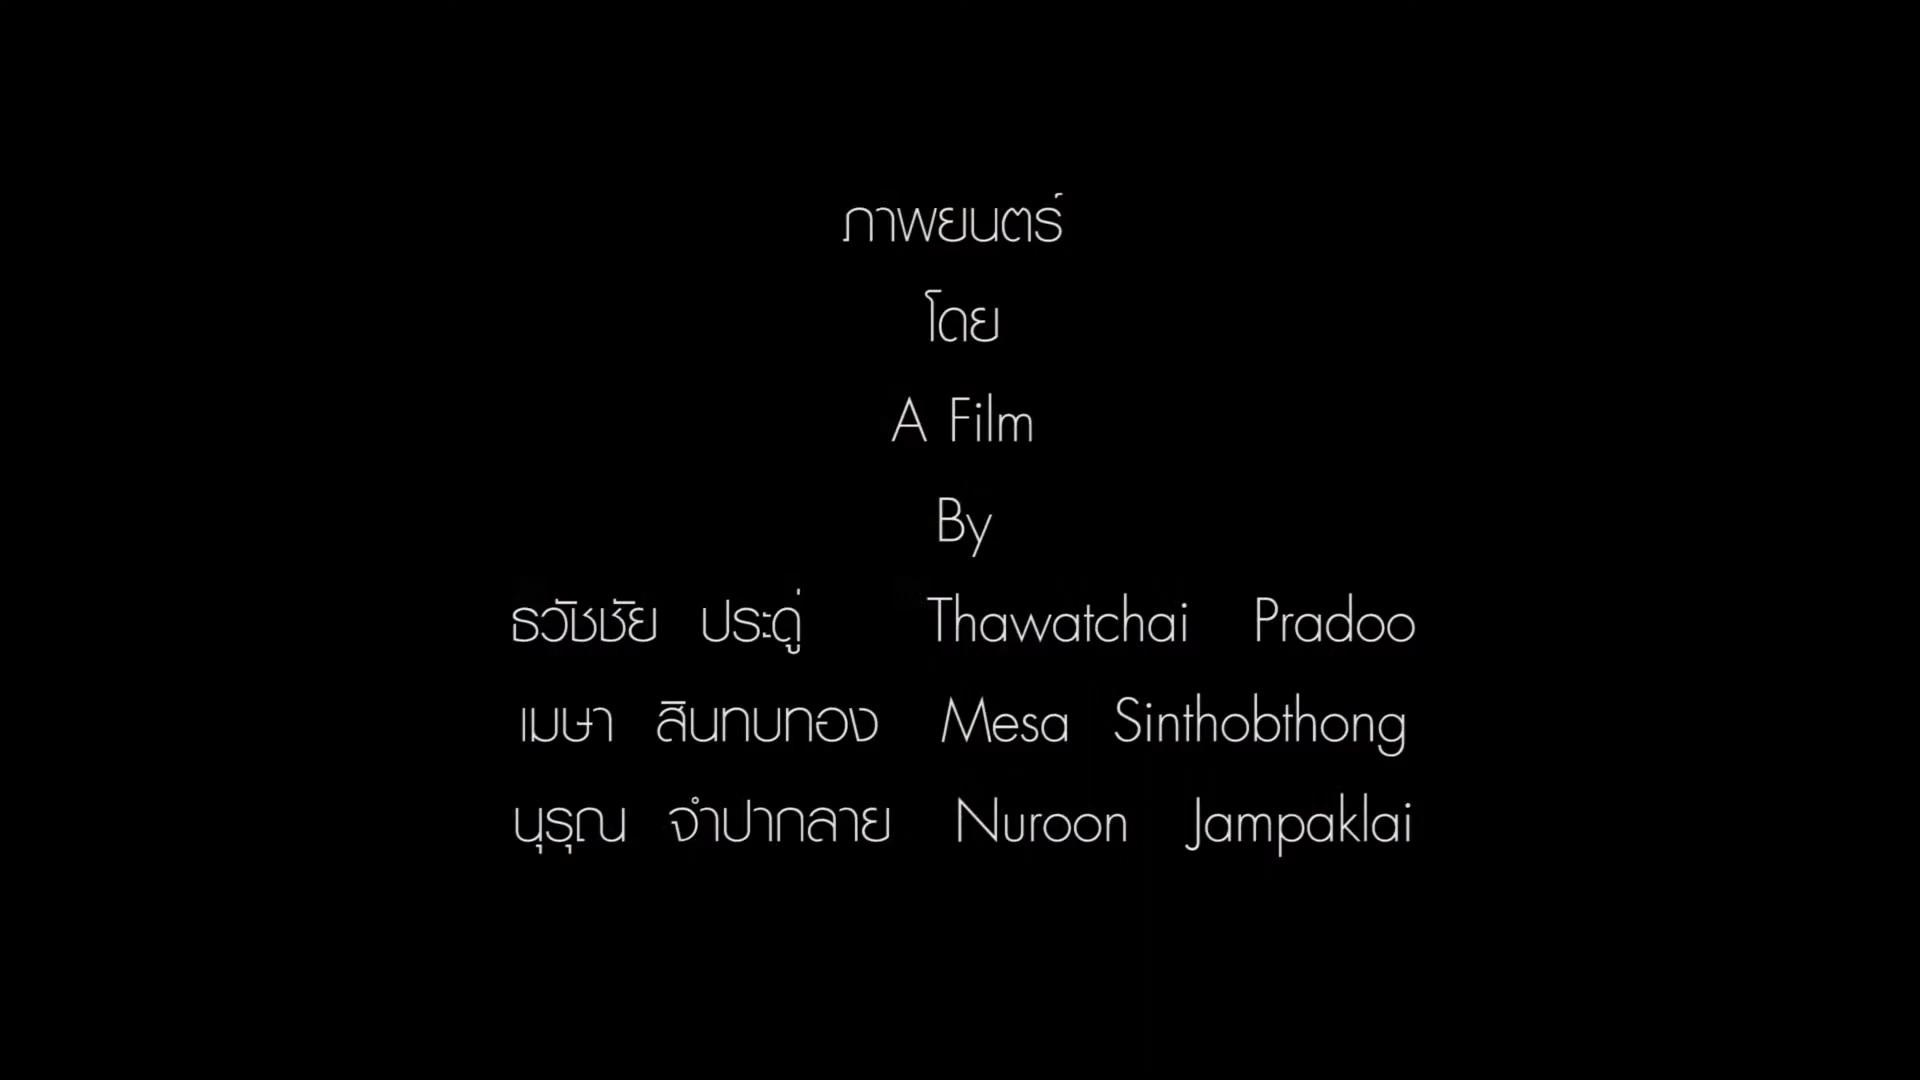 ภาพยนตร์
โดย
A Film
By
ธวัชชัย ประดู่ Thawatchai Pradoo
เมษา สินทบทอง Mesa Sinthobthong
นุรุณ จำปากลาย Nuroon Jampaklai